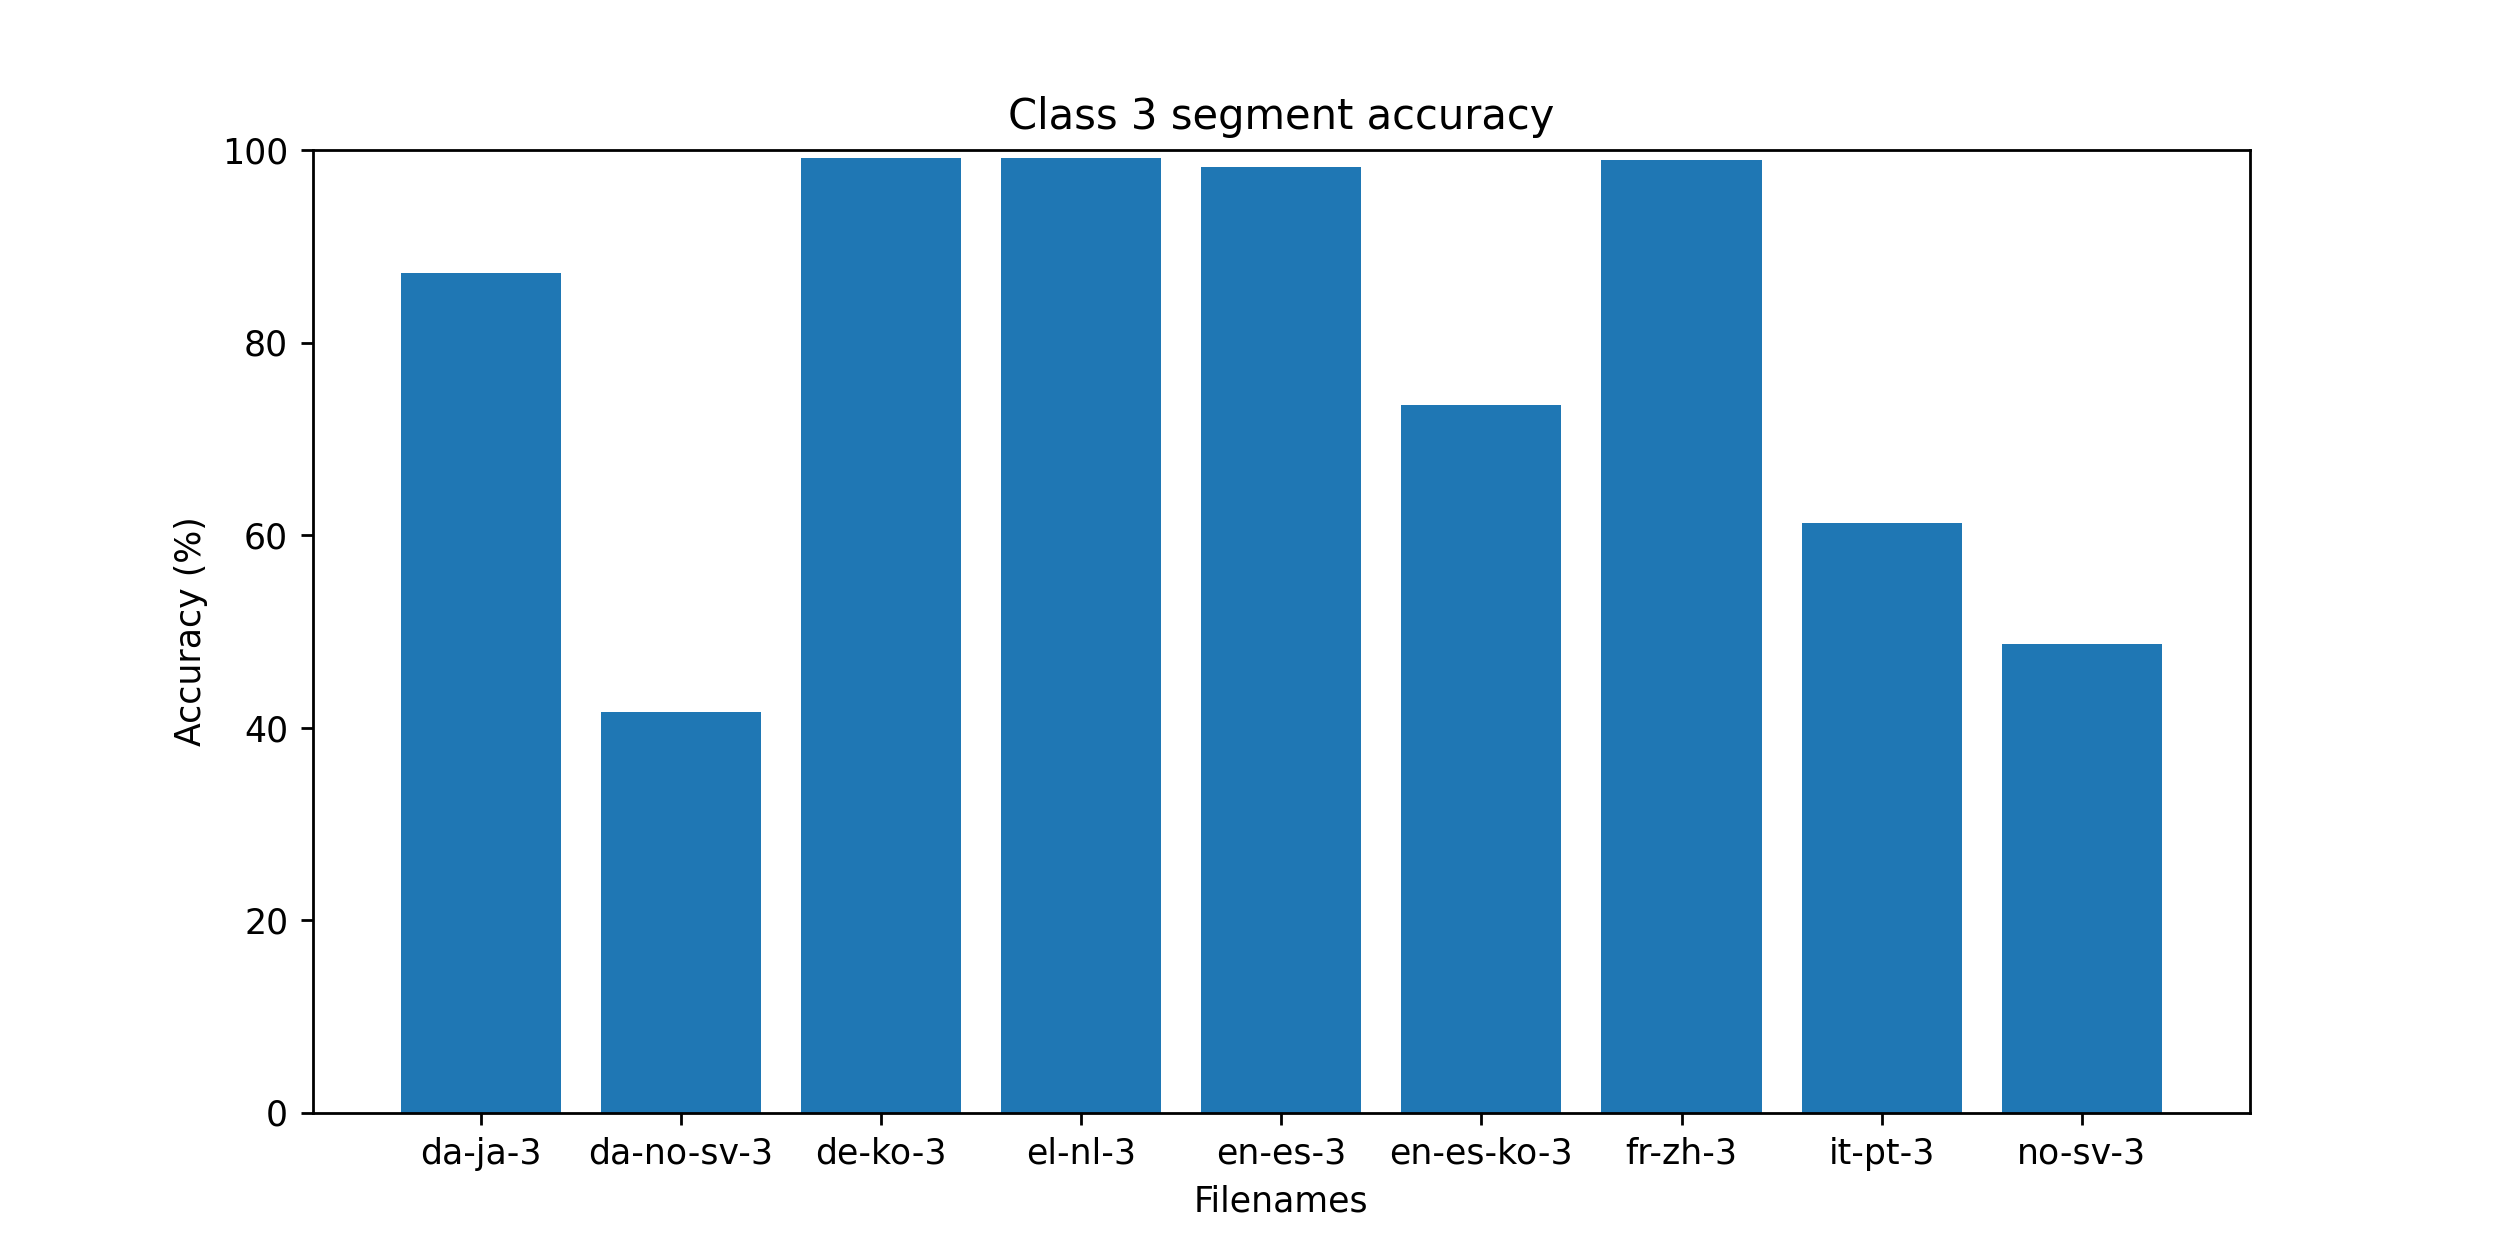 Class 3 segment accuracy
100
80
60
40
20
0
Accuracy (%)
da-ja-3 da-no-sv-3 de-ko-3 el-nl-3 en-es-3 en-es-ko-3 fr-zh-3 it-pt-3 no-sv-3
Filenames